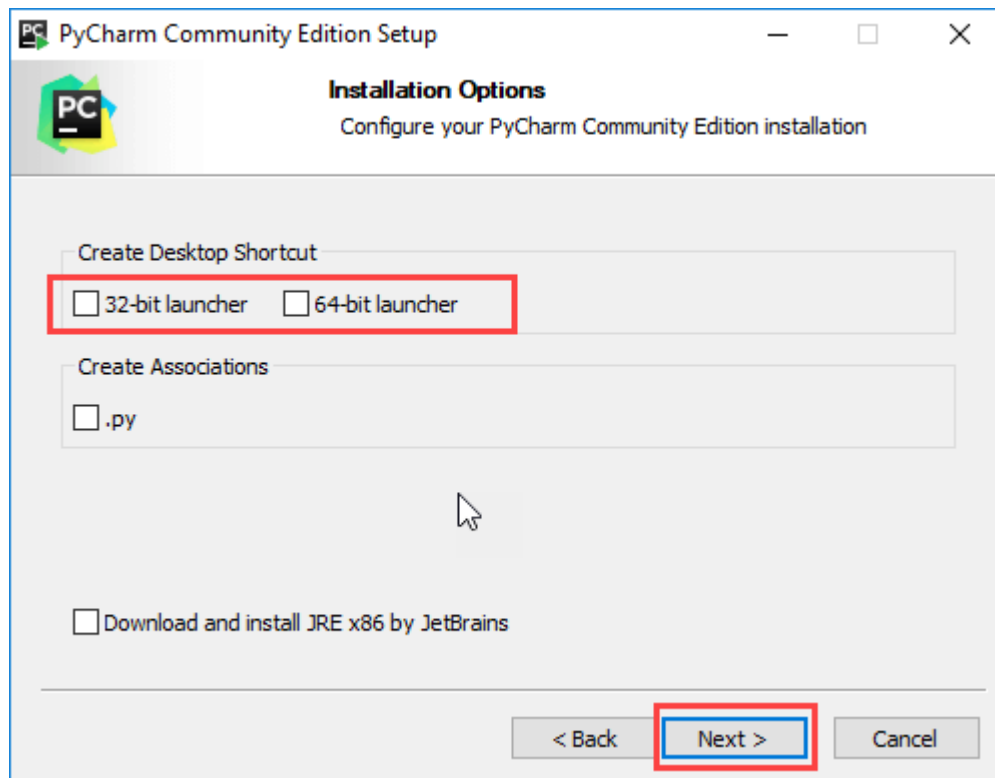 PyCharm Community Edition Setup
PC
Installation Options
Configure your PyCharm Community Edition installation
Create Desktop Shortcut
32-bit launcher 64-bit launcher
Create Associations
.py
Download and install JRE x86 by JetBrains
< Back Next > Cancel